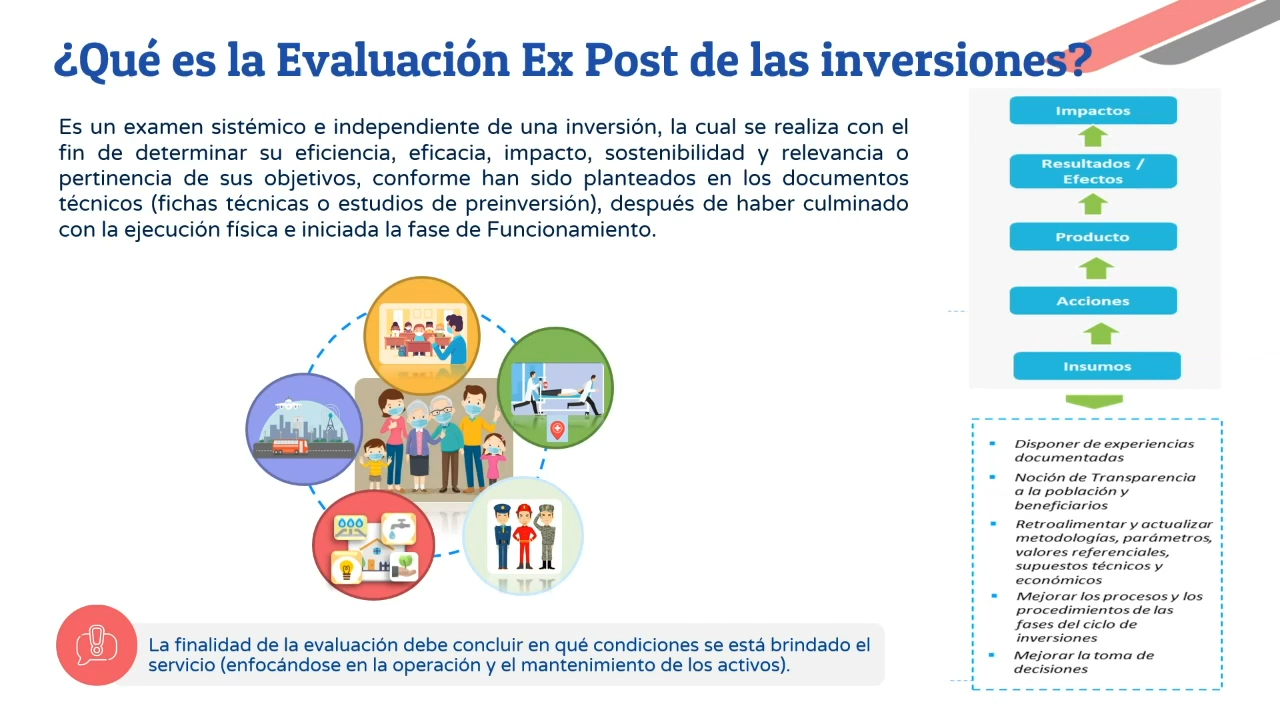 ¿Qué es la Evaluación Ex Post de las inversiones?
Es un examen sistémico e independiente de una inversión, la cual se realiza con el
fin de determinar su eficiencia, eficacia, impacto, sostenibilidad y relevancia o
pertinencia de sus objetivos, conforme han sido planteados en los documentos
técnicos (fichas técnicas o estudios de preinversión), después de haber culminado
con la ejecución física e iniciada la fase de Funcionamiento.
La finalidad de la evaluación debe concluir en qué condiciones se está brindado el
servicio (enfocándose en la operación y el mantenimiento de los activos).
Impactos
Resultados /
Efectos
Producto
Acciones
Insumos
Disponer de experiencias
documentadas
Noción de Transparencia
a la población y
beneficiarios
Retroalimentar y actualizar
metodologías, parámetros,
valores referenciales,
supuestos técnicos y
económicos
Mejorar los procesos y los
procedimientos de las
fases del ciclo de
inversiones
Mejorar la toma de
decisiones